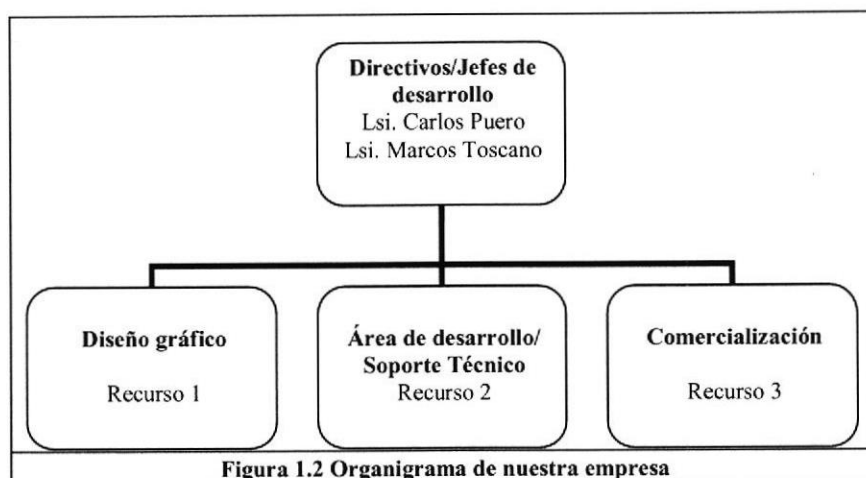 Directivos/Jefes de
desarrollo
Lsi. Carlos Puero
Lsi. Marcos Toscano
Diseño gráfico
Recurso 1
Área de desarrollo/
Soporte Técnico
Recurso 2
Comercialización
Recurso 3
Figura 1.2 Organigrama de nuestra empresa